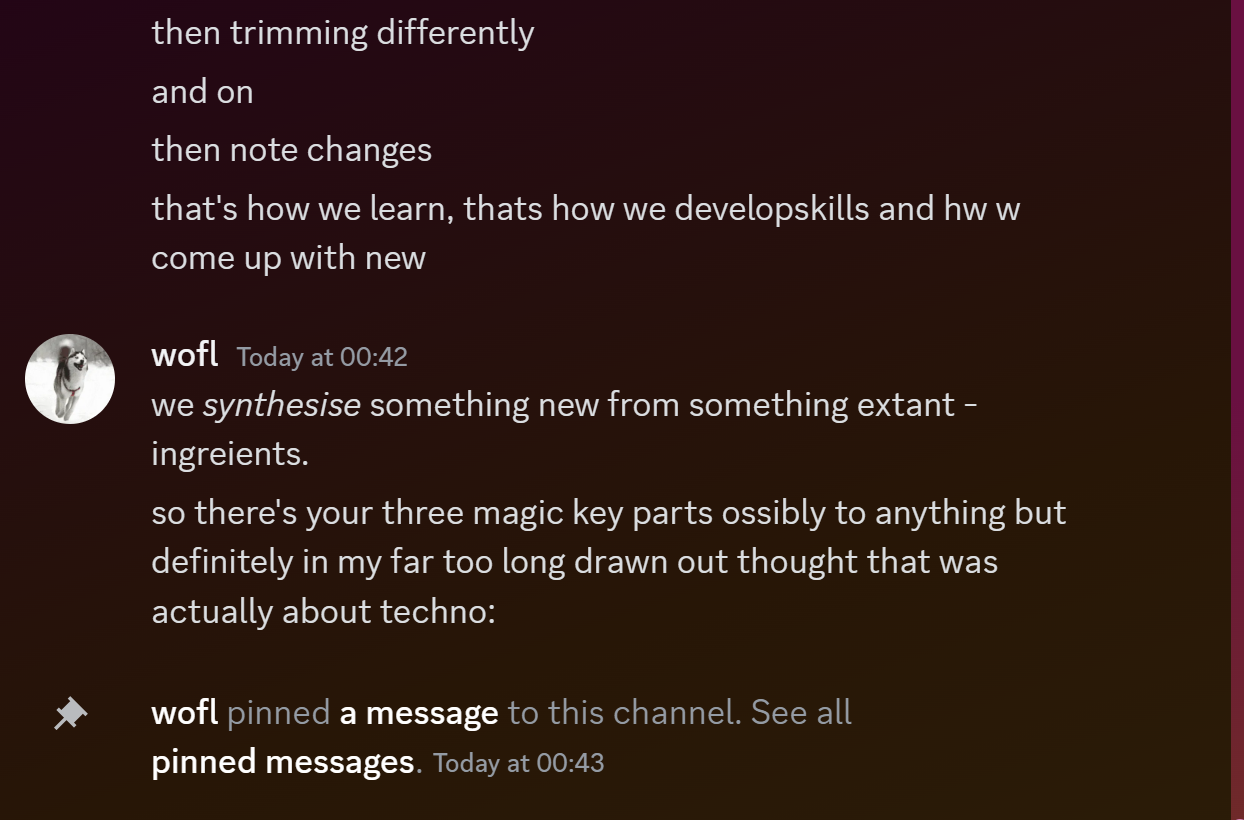 then trimming differently
and on
then note changes
that's how we learn, thats how we developskills and hw w
come up with new
wofl Today at 00:42
we synthesise something new from something extant -
ingreients.
so there's your three magic key parts ossibly to anything but
definitely in my far too long drawn out thought that was
actually about techno:
wofl pinned a message to this channel. See all
pinned messages. Today at 00:43